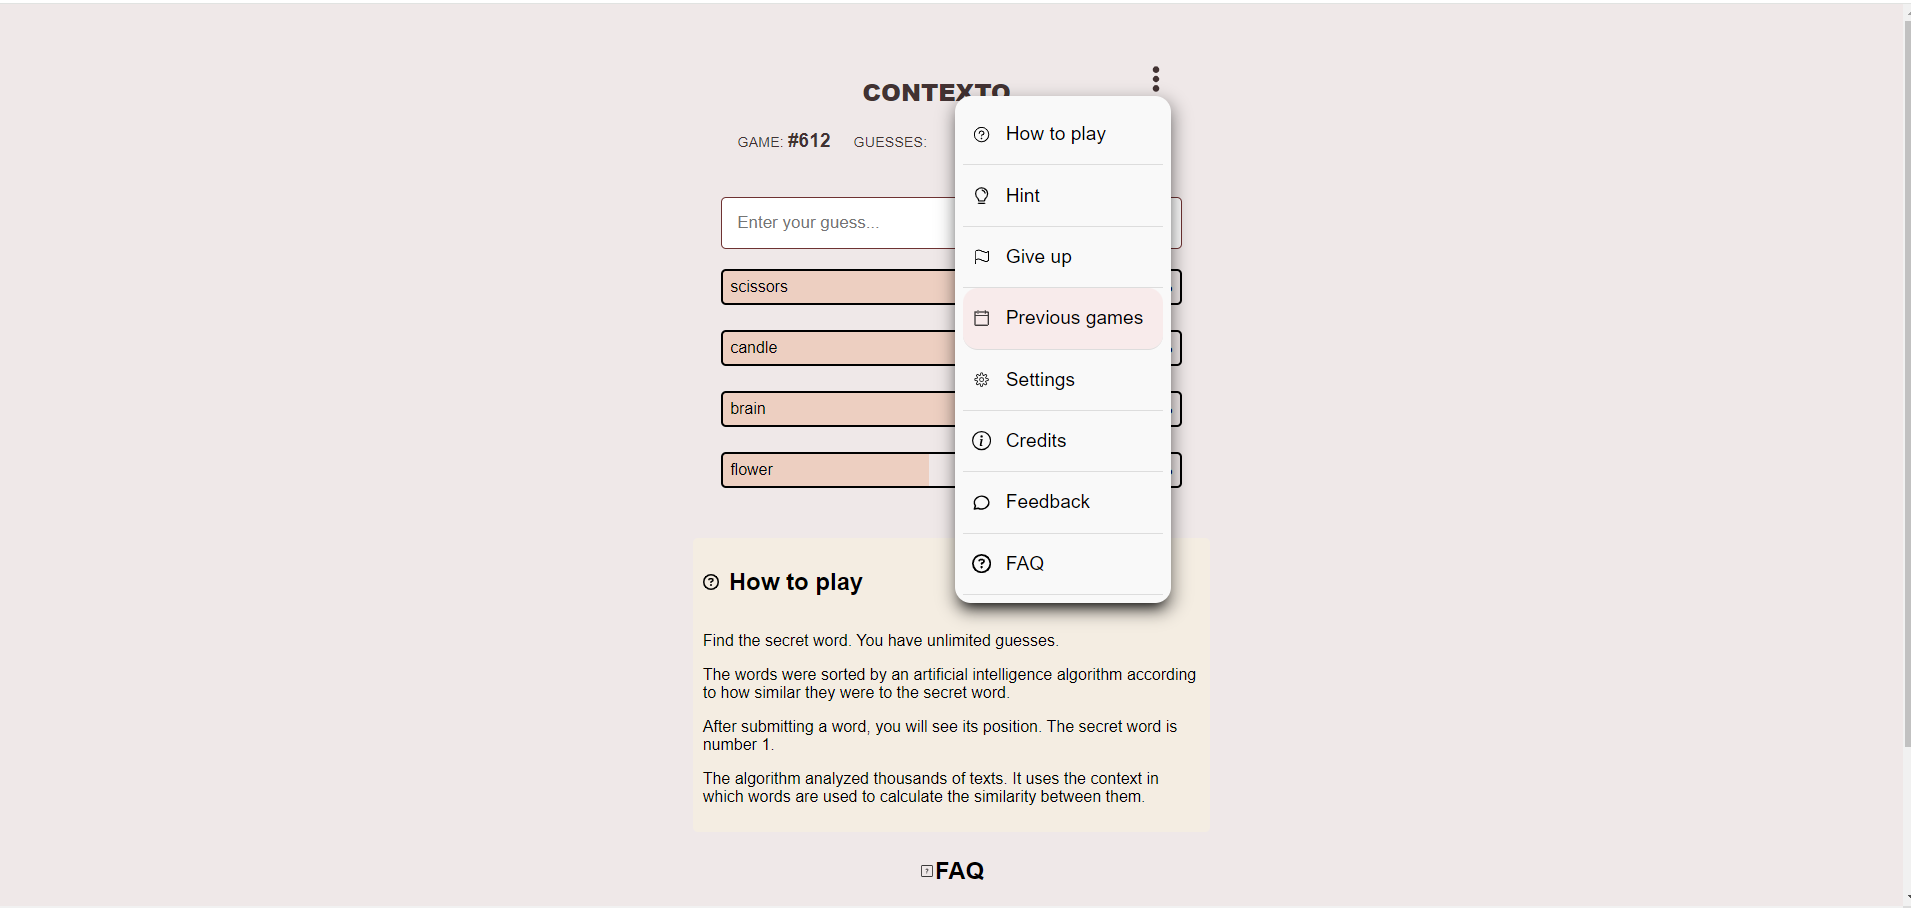 CONTEXTO
GAME: #612 GUESSES:
Enter your guess...
scissors
candle
brain
flower
How to play
Hint
Give up
Previous games
Settings
Credits
Feedback
FAQ
How to play
Find the secret word. You have unlimited guesses.
The words were sorted by an artificial intelligence algorithm according
to how similar they were to the secret word.
After submitting a word, you will see its position. The secret word is
number 1.
The algorithm analyzed thousands of texts. It uses the context in
which words are used to calculate the similarity between them.
FAQ